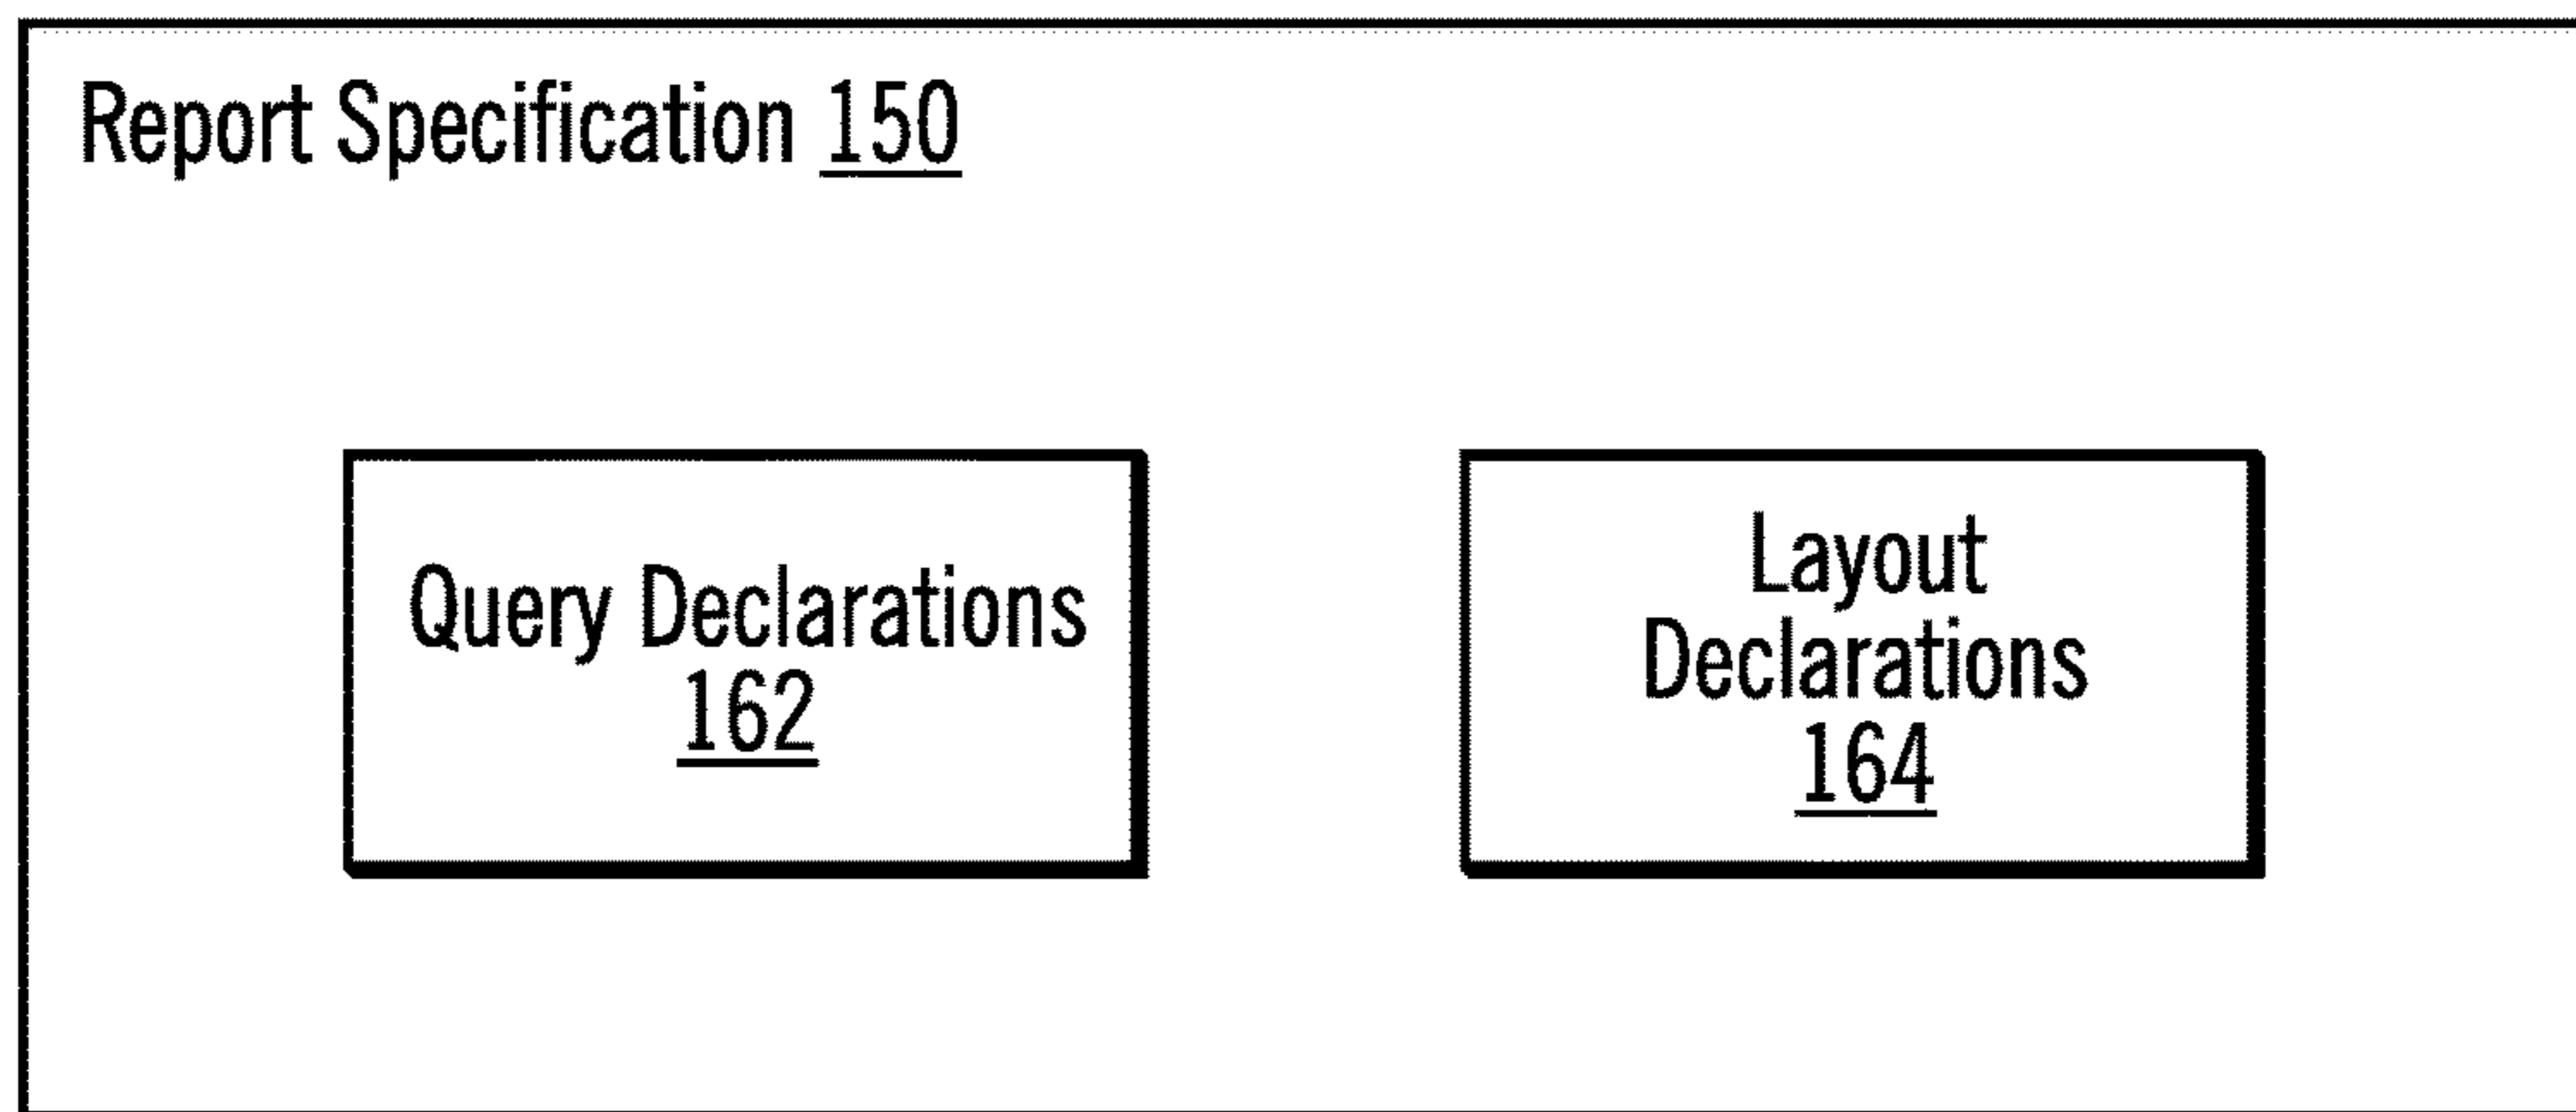 Report Specification 150
Query Declarations
162
Layout
Declarations
164